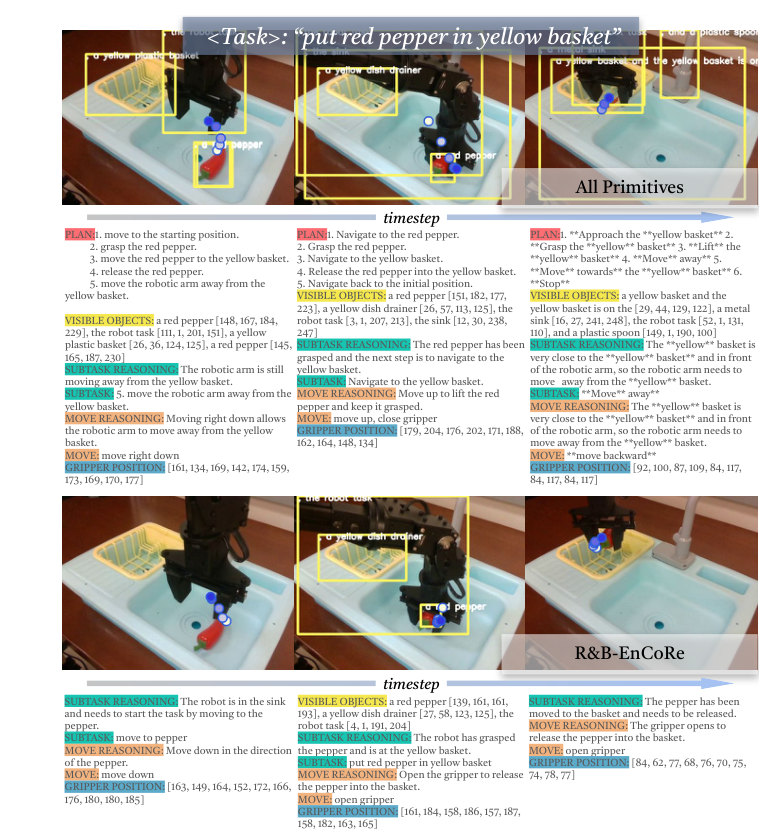 <Task>: “put red pepper in yellow basket”
a yellow plastic basket
the robot
pepper
a yellow dish drainer
a red pepper
and a plastic spoon
a yellow basket and the yellow basket is on
All Primitives
timestep
PLAN:1. move to the starting position.
2. grasp the red pepper.
3. move the red pepper to the yellow basket.
4. release the red pepper.
5. move the robotic arm away from the
yellow basket.
VISIBLE OBJECTS: a red pepper [148, 167, 184,
229], the robot task [111, 1, 201, 151], a yellow
plastic basket [26, 36, 124, 125], a red pepper [145,
165, 187, 230]
SUBTASK REASONING: The robotic arm is still
moving away from the yellow basket.
SUBTASK: 5. move the robotic arm away from the
yellow basket.
MOVE REASONING: Moving right down allows
the robotic arm to move away from the yellow
basket.
MOVE: move right down
GRIPPER POSITION: [161, 134, 169, 142, 174, 159,
173, 169, 170, 177]
PLAN:1. Navigate to the red pepper.
2. Grasp the red pepper.
3. Navigate to the yellow basket.
4. Release the red pepper into the yellow basket.
5. Navigate back to the initial position.
VISIBLE OBJECTS: a red pepper [151, 182, 177,
223], a yellow dish drainer [26, 57, 113, 125], the
robot task [3, 1, 207, 213], the sink [12, 30, 238,
247]
SUBTASK REASONING: The red pepper has been
grasped and the next step is to navigate to the
yellow basket.
SUBTASK: Navigate to the yellow basket.
MOVE REASONING: Move up to lift the red
pepper and keep it grasped.
MOVE: move up, close gripper
GRIPPER POSITION: [179, 204, 176, 202, 171, 188,
162, 164, 148, 134]
PLAN:1. **Approach the **yellow basket** 2.
**Grasp the **yellow** basket** 3. **Lift** the
**yellow** basket** 4. **Move** away** 5.
**Move** towards** the **yellow** basket** 6.
**Stop**
VISIBLE OBJECTS: a yellow basket and the
yellow basket is on the [29, 44, 129, 122], a metal
sink [16, 27, 241, 248], the robot task [52, 1, 131,
110], and a plastic spoon [149, 1, 190, 100]
SUBTASK REASONING: The **yellow** basket is
very close to the **yellow** basket** and in front
of the robotic arm, so the robotic arm needs to
move away from the **yellow** basket.
SUBTASK: **Move** away**
MOVE REASONING: The **yellow** basket is
very close to the **yellow** basket** and in front
of the robotic arm, so the robotic arm needs to
move away from the **yellow** basket.
MOVE: **move backward**
GRIPPER POSITION: [92, 100, 87, 109, 84, 117,
84, 117, 84, 117]
the robot task
a yellow dish drainer
a red pepper
R&B-EnCoRe
timestep
SUBTASK REASONING: The robot is in the sink
and needs to start the task by moving to the
pepper.
SUBTASK: move to pepper
MOVE REASONING: Move down in the direction
of the pepper.
MOVE: move down
GRIPPER POSITION: [163, 149, 164, 152, 172, 166,
176, 180, 180, 185]
VISIBLE OBJECTS: a red pepper [139, 161, 161,
193], a yellow dish drainer [27, 58, 123, 125], the
robot task [4, 1, 191, 204]
SUBTASK REASONING: The robot has grasped
the pepper and is at the yellow basket.
SUBTASK: put red pepper in yellow basket
MOVE REASONING: Open the gripper to release
the pepper into the basket.
MOVE: open gripper
GRIPPER POSITION: [161, 184, 158, 186, 157, 187,
158, 182, 163, 165]
SUBTASK REASONING: The pepper has been
moved to the basket and needs to be released.
MOVE REASONING: The gripper opens to
release the pepper into the basket.
MOVE: open gripper
GRIPPER POSITION: [84, 62, 77, 68, 76, 70, 75,
74, 78, 77]